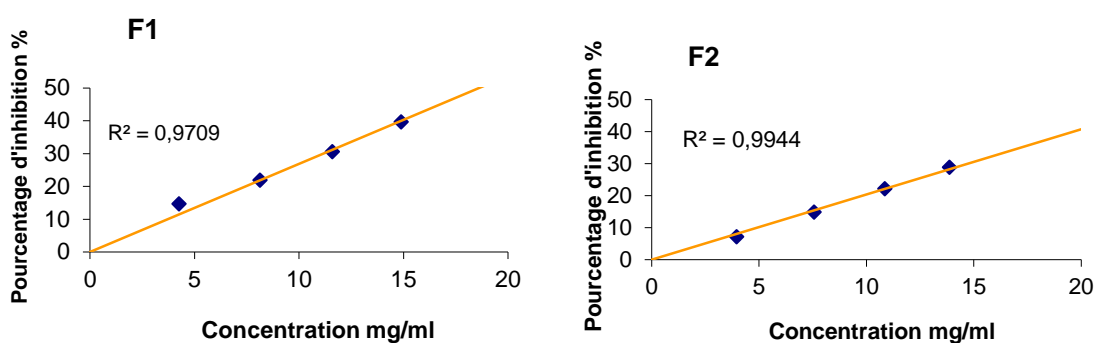 F1
Pourcentage d'inhibition %
50
40
30
20
10
0
R² = 0,9709
0 5 10 15 20
Concentration mg/ml
F2
Pourcentage d'inhibition %
50
40
30
20
10
0
R² = 0,9944
0 5 10 15 20
Concentration mg/ml